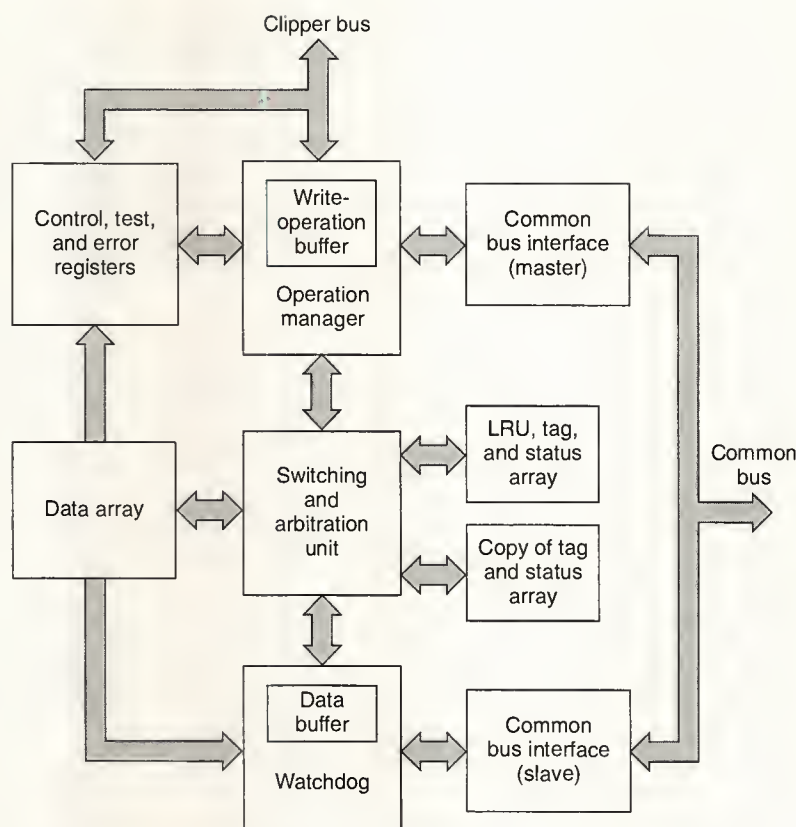 Clipper bus
Control, test,
and error
registers
Write-
operation
buffer
Operation
manager
Common
bus interface
(master)
Data array
Switching
and
arbitration
unit
LRU, tag,
and status
array
Copy of tag
and status
array
Common
bus
Data
buffer
Watchdog
Common
bus interface
(slave)